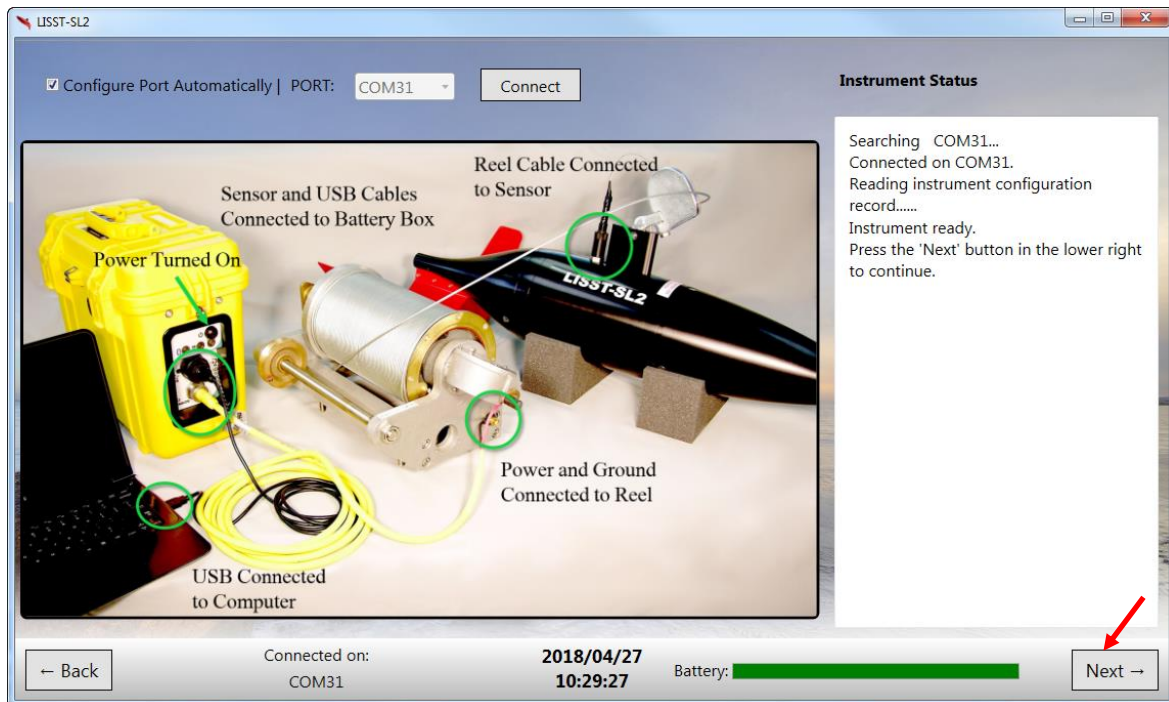 LISST-SL2
Configure Port Automatically | PORT: COM31 Connect
Instrument Status
Searching COM31...
Connected on COM31.
Reading instrument configuration
record......
Instrument ready.
Press the 'Next' button in the lower right
to continue.
Reel Cable Connected
to Sensor
Sensor and USB Cables
Connected to Battery Box
Power Turned On
LISST-SL2
Power and Ground
Connected to Reel
USB Connected
to Computer
← Back
Connected on:
COM31
2018/04/27
10:29:27
Battery:
Next →